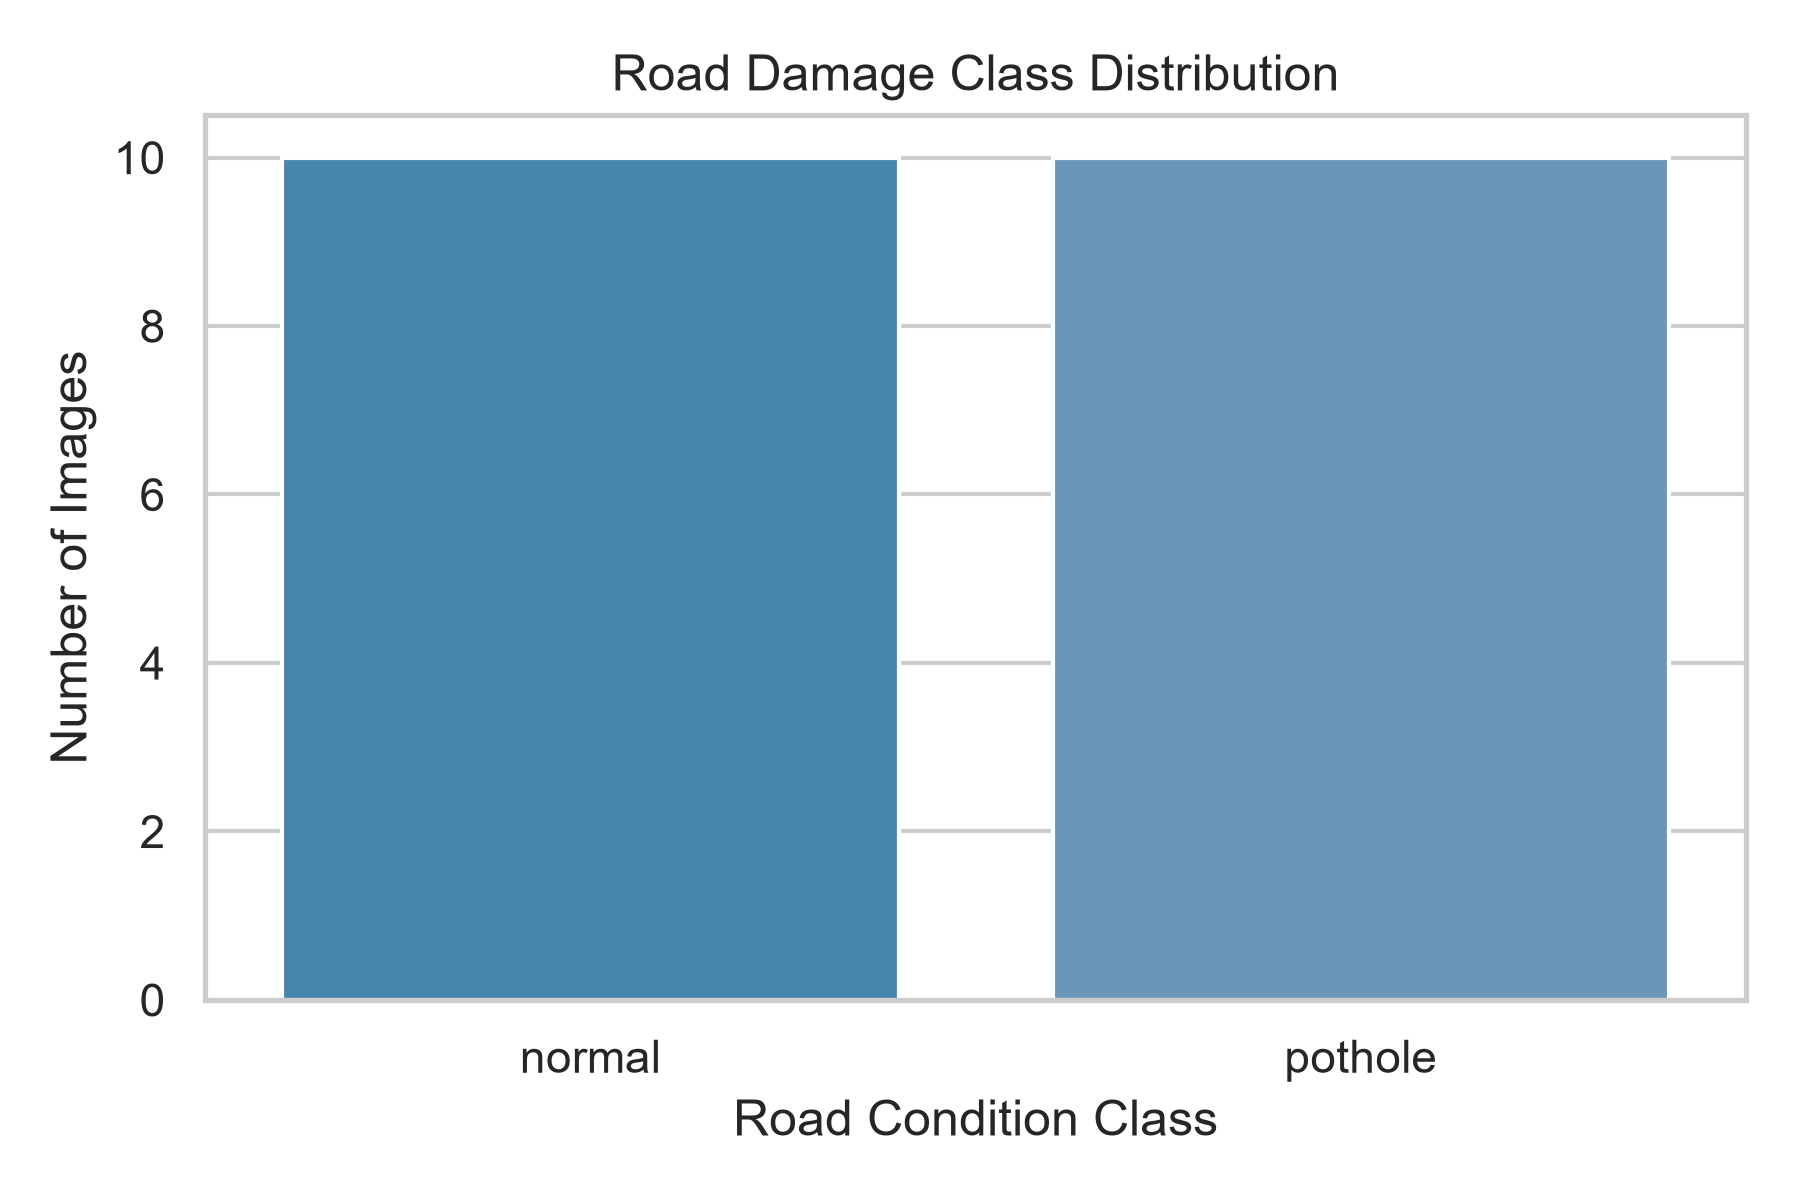 Road Damage Class Distribution
10
8
6
4
2
0
Number of Images
normal
pothole
Road Condition Class